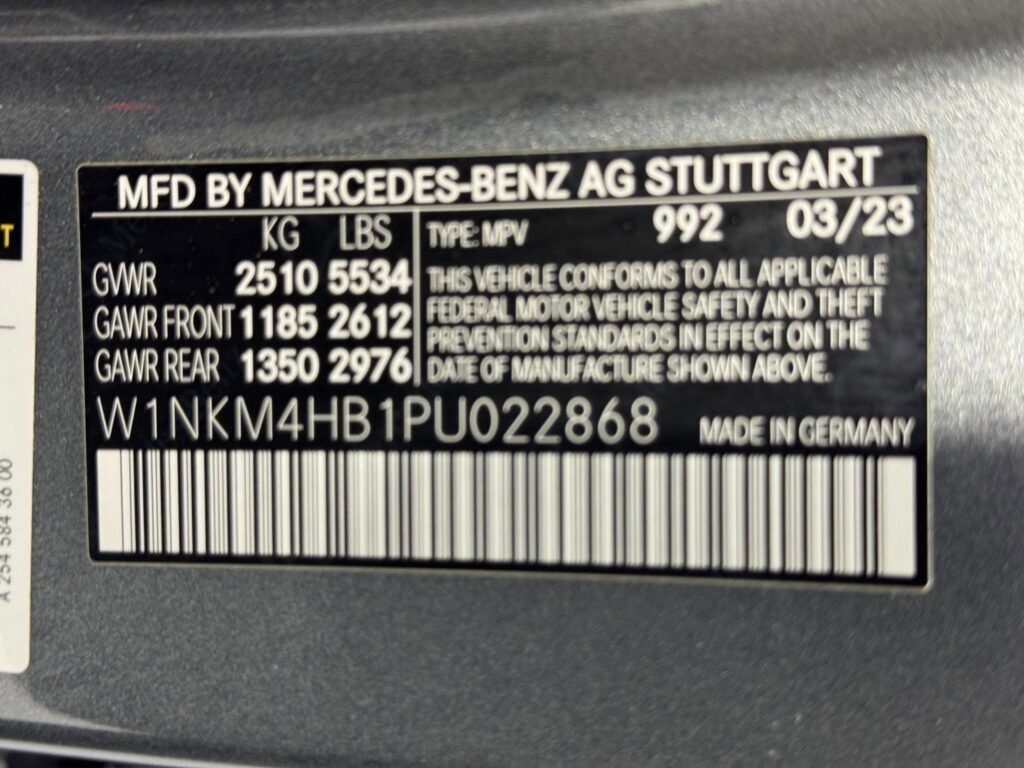 MFD BY MERCEDES-BENZ AG STUTTGART
KG LBS
GVWR 2510 5534
GAWR FRONT 1185 2612
GAWR REAR 1350 2976
TYPE: MPV 992 03/23
THIS VEHICLE CONFORMS TO ALL APPLICABLE
FEDERAL MOTOR VEHICLE SAFETY AND THEFT
PREVENTION STANDARDS IN EFFECT ON THE
DATE OF MANUFACTURE SHOWN ABOVE.
W1NKM4HB1PU022868 MADE IN GERMANY
T
A 254 584 38 00